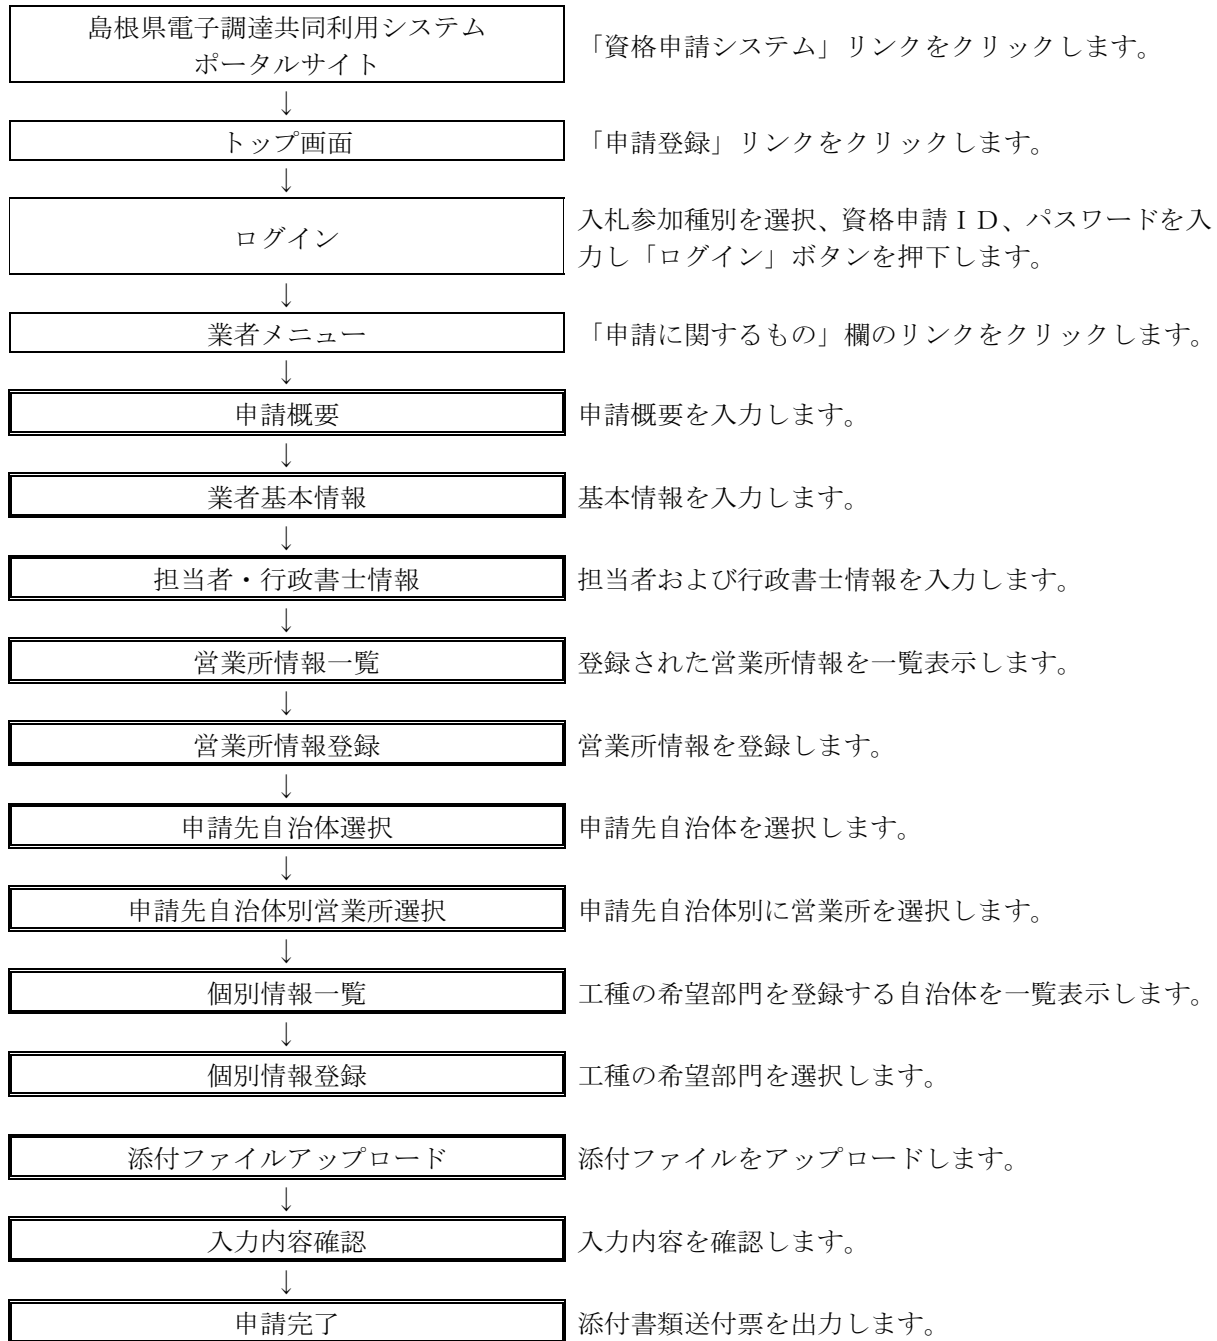 島根県電子調達共同利用システム
ポータルサイト
「資格申請システム」リンクをクリックします。
↓
トップ画面
「申請登録」リンクをクリックします。
↓
ログイン
入札参加種別を選択、資格申請ＩＤ、パスワードを入
力し「ログイン」ボタンを押下します。
↓
業者メニュー
「申請に関するもの」欄のリンクをクリックします。
↓
申請概要
申請概要を入力します。
↓
業者基本情報
基本情報を入力します。
↓
担当者・行政書士情報
担当者および行政書士情報を入力します。
↓
営業所情報一覧
登録された営業所情報を一覧表示します。
↓
営業所情報登録
営業所情報を登録します。
↓
申請先自治体選択
申請先自治体を選択します。
↓
申請先自治体別営業所選択
申請先自治体別に営業所を選択します。
↓
個別情報一覧
工種の希望部門を登録する自治体を一覧表示します。
↓
個別情報登録
工種の希望部門を選択します。
添付ファイルアップロード
添付ファイルをアップロードします。
↓
入力内容確認
入力内容を確認します。
↓
申請完了
添付書類送付票を出力します。